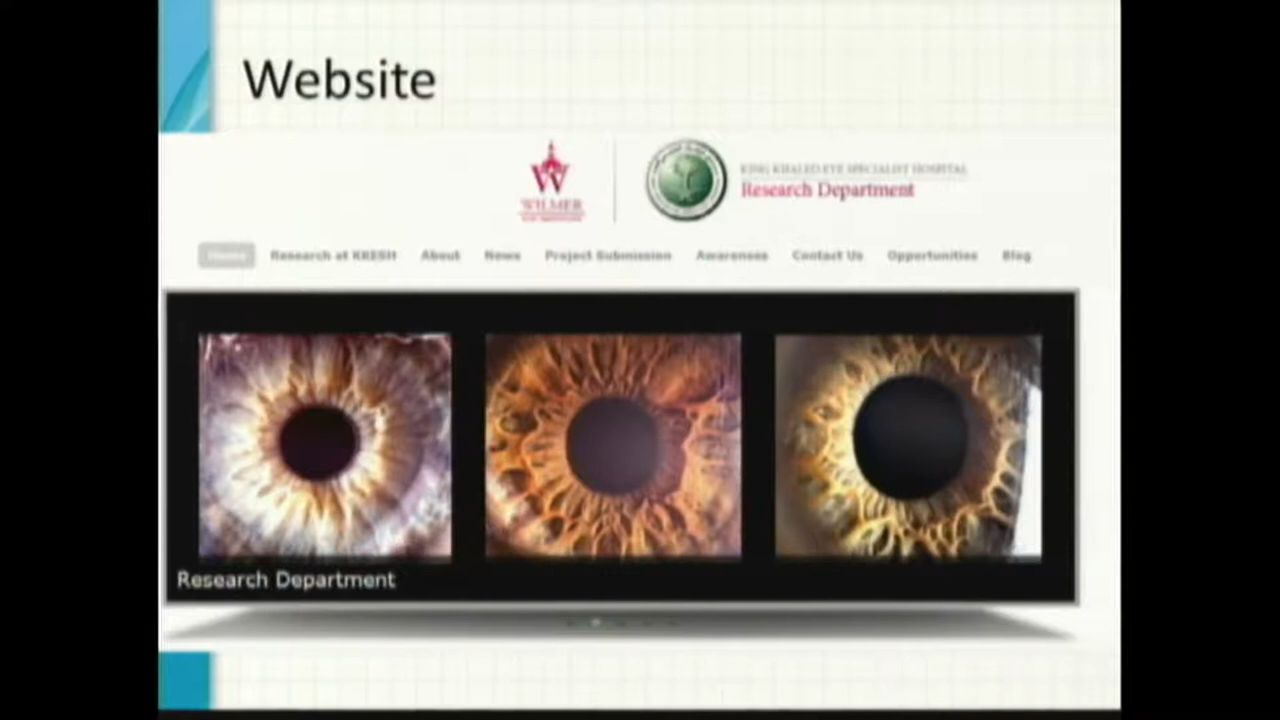 Website
WILMER
KING KHALED EYE SPECIALIST HOSPITAL
Research Department
Home
Research at KKESH
About
News
Project Submission
Awareness
Contact Us
Opportunities
Blog
Research Department